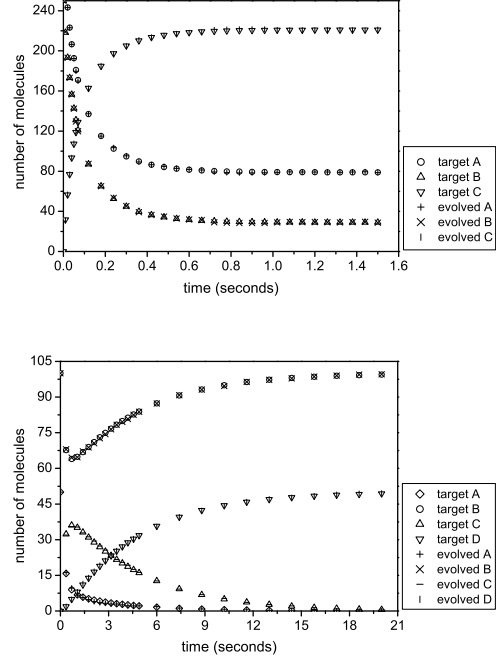 240
200
160
120
80
40
0
number of molecules
0.0 0.2 0.4 0.6 0.8 1.0 1.2 1.4 1.6
time (seconds)
target A
target B
target C
evolved A
evolved B
evolved C
105
90
75
60
45
30
15
0
number of molecules
0 3 6 9 12 15 18 21
time (seconds)
target A
target B
target C
target D
evolved A
evolved B
evolved C
evolved D